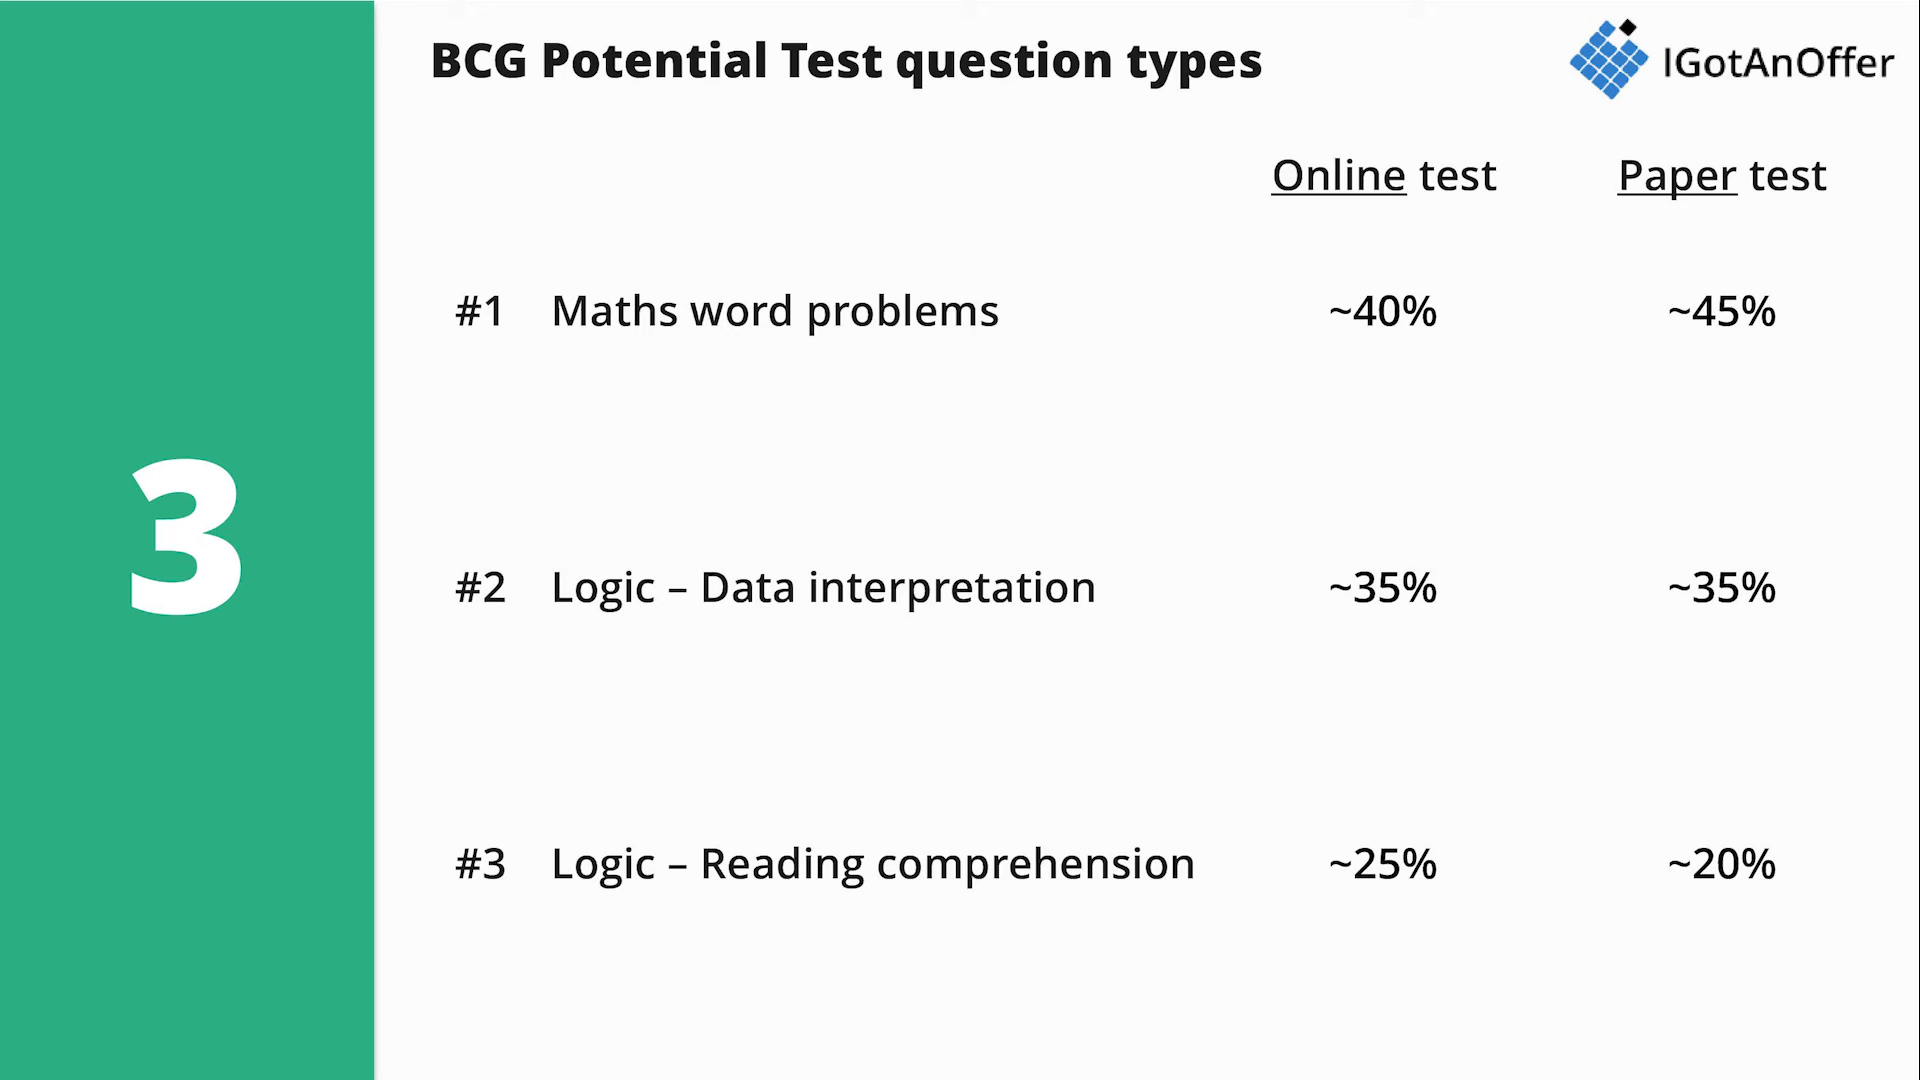 BCG Potential Test question types
IGotAnOffer
Online test Paper test
#1 Maths word problems ~40% ~45%
3
#2 Logic – Data interpretation ~35% ~35%
#3 Logic – Reading comprehension ~25% ~20%